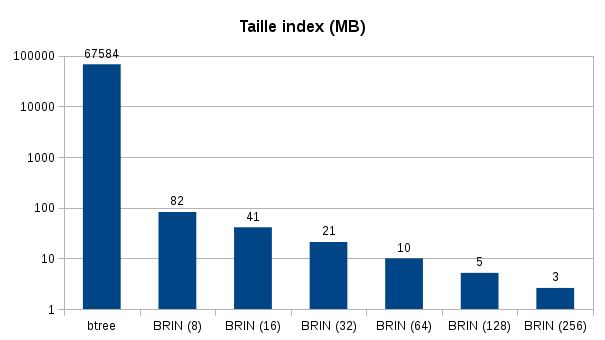 Taille index (MB)
100000
10000
1000
100
10
1
67584
82
41
21
10
5
3
btree
BRIN (8)
BRIN (16)
BRIN (32)
BRIN (64)
BRIN (128)
BRIN (256)